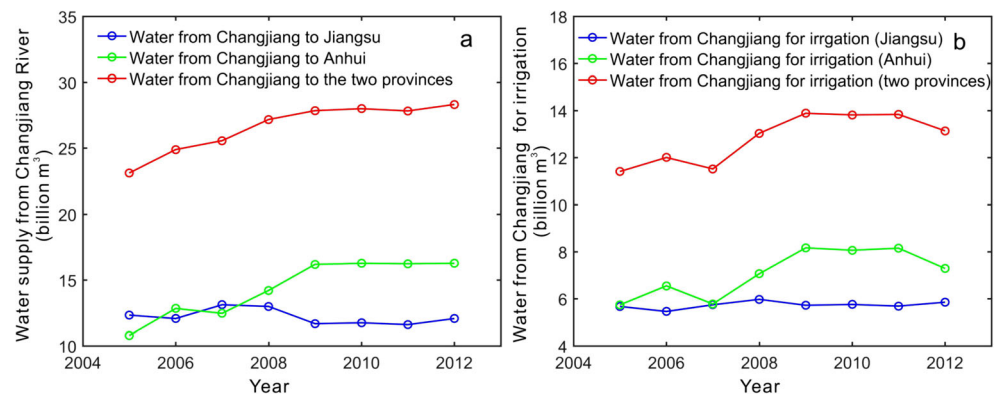 35
30
25
20
15
10
2004
2006
2008
2010
2012
Year
Water supply from Changjiang River
(billion m³)
Water from Changjiang to Jiangsu
Water from Changjiang to Anhui
Water from Changjiang to the two provinces
a
18
16
14
12
10
8
6
4
2004
2006
2008
2010
2012
Year
Water from Changjiang for irrigation
(billion m³)
Water from Changjiang for irrgation (Jiangsu)
Water from Changjiang for irrigation (Anhui)
Water from Changjiang for irrigation (two provinces)
b